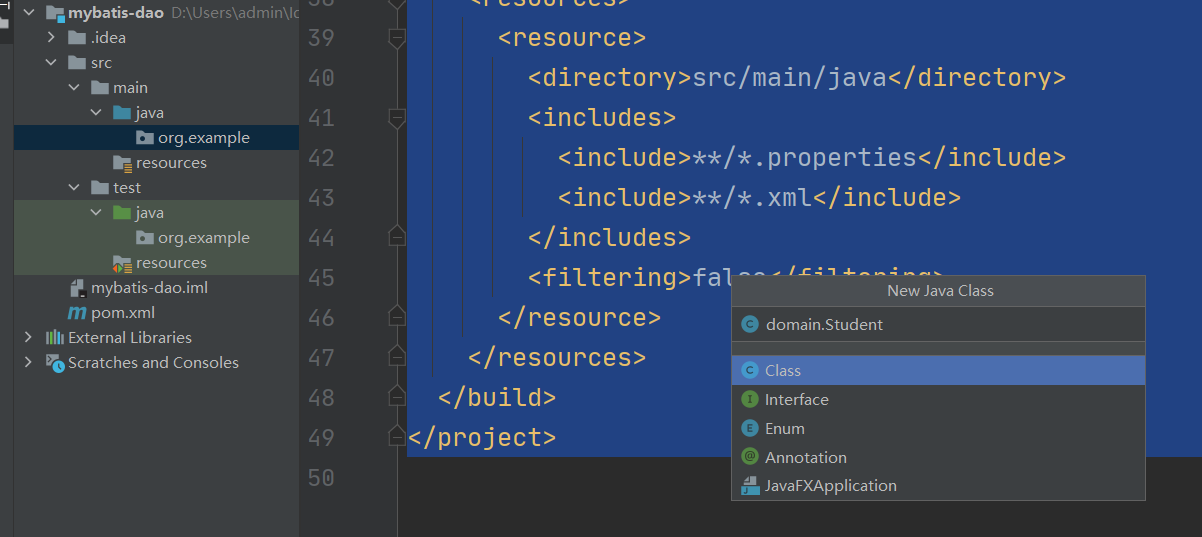 mybatis-dao D:\Users\admin\Id
.idea
src
main
java
org.example
resources
test
java
org.example
resources
mybatis-dao.iml
pom.xml
External Libraries
Scratches and Consoles
38 <resources>
39 <resource>
40 <directory>src/main/java</directory>
41 <includes>
42 <include>**/*.properties</include>
43 <include>**/*.xml</include>
44 </includes>
45 <filtering>false</filtering>
46 </resource>
47 </resources>
48 </build>
49 </project>
50
New Java Class
domain.Student
Class
Interface
Enum
Annotation
JavaFXApplication